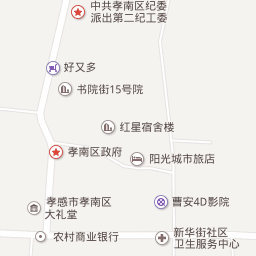 中共孝南区纪委
派出第二纪工委
好又多
书院街15号院
红星宿舍楼
孝南区政府
阳光城市旅店
孝感市孝南区
大礼堂
曹安4D影院
农村商业银行
新华街社区
卫生服务中心